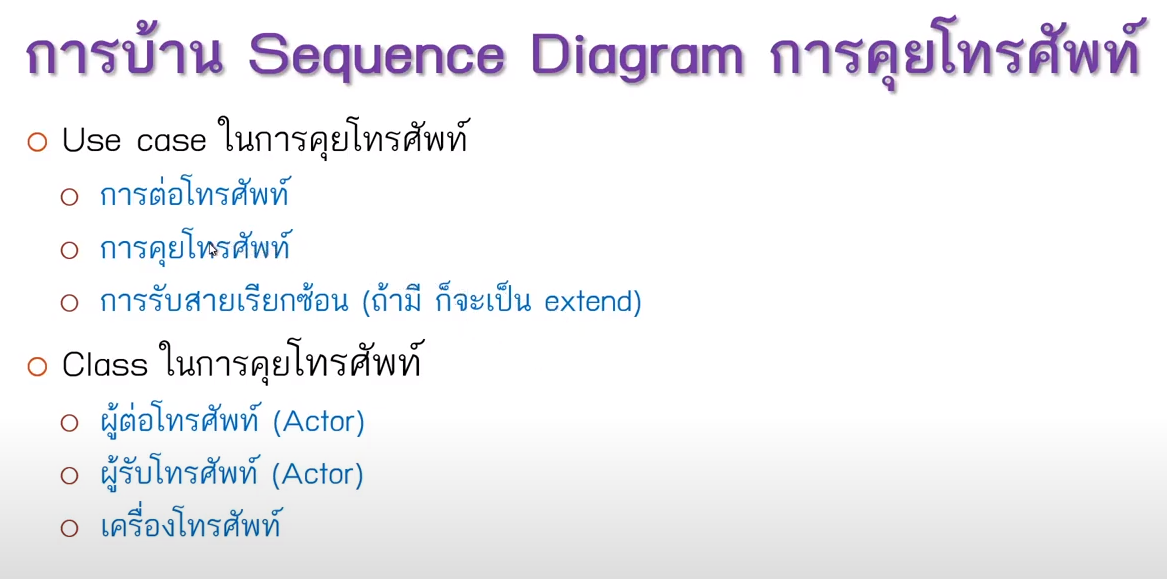 การบ้าน Sequence Diagram การคุยโทรศัพท์
Use case ในการคุยโทรศัพท์
การต่อโทรศัพท์
การคุยโทรศัพท์
การรับสายเรียกซ้อน (ถ้ามี ก็จะเป็น extend)
Class ในการคุยโทรศัพท์
ผู้ต่อโทรศัพท์ (Actor)
ผู้รับโทรศัพท์ (Actor)
เครื่องโทรศัพท์